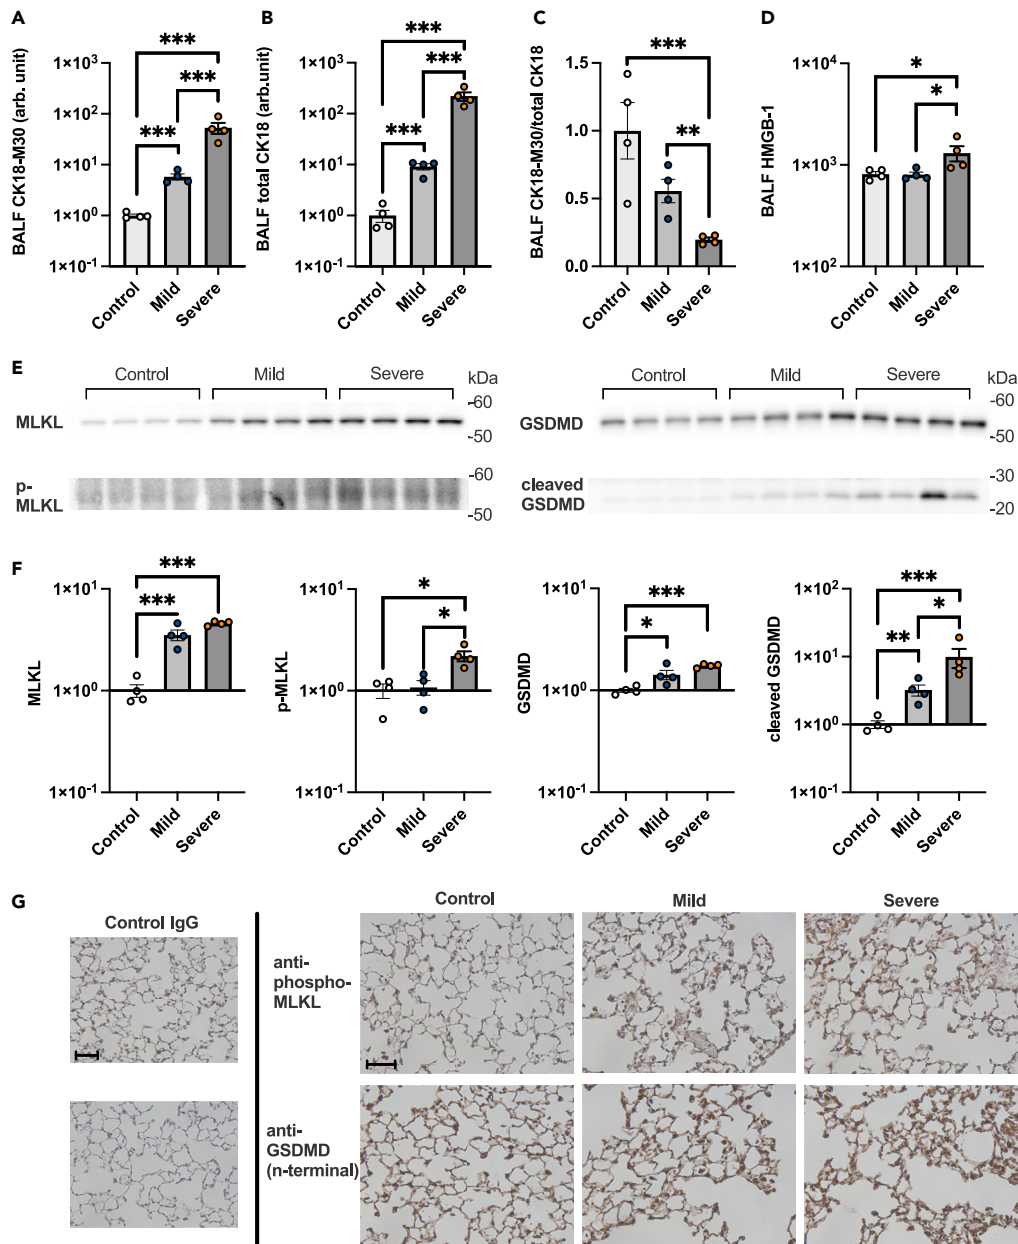 A
BALF CK18-M30 (arb. unit)
1×10³
1×10²
1×10¹
1×10⁰
1×10⁻¹
***
***
***
Control
Mild
Severe
B
BALF total CK18 (arb.unit)
1×10³
1×10²
1×10¹
1×10⁰
1×10⁻¹
***
***
***
Control
Mild
Severe
C
BALF CK18-M30/total CK18
1.5
1.0
0.5
0.0
***
**
Control
Mild
Severe
D
BALF HMGB-1
1×10⁴
1×10³
1×10²
*
*
Control
Mild
Severe
E
Control
Mild
Severe
kDa
MLKL
-60
-50
p-
MLKL
-60
-50
Control
Mild
Severe
kDa
GSDMD
-60
-50
cleaved
GSDMD
-30
-20
F
MLKL
1×10¹
1×10⁰
1×10⁻¹
***
***
Control
Mild
Severe
p-MLKL
1×10¹
1×10⁰
1×10⁻¹
*
*
Control
Mild
Severe
GSDMD
1×10¹
1×10⁰
1×10⁻¹
***
*
Control
Mild
Severe
cleaved GSDMD
1×10²
1×10¹
1×10⁰
1×10⁻¹
***
*
**
Control
Mild
Severe
G
Control IgG
Control
Mild
Severe
anti-
phospho-
MLKL
anti-
GSDMD
(n-terminal)